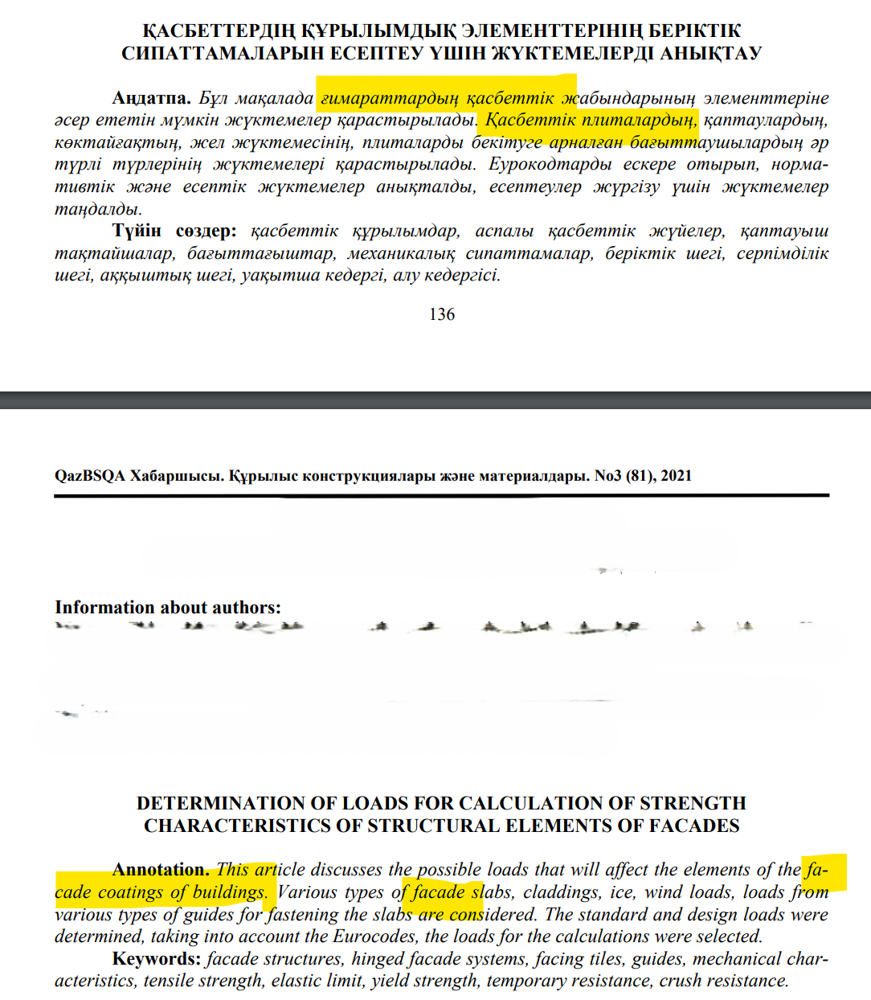 ҚАСБЕТТЕРДІҢ ҚҰРЫЛЫМДЫҚ ЭЛЕМЕНТТЕРІНІҢ БЕРІКТІК
СИПАТТАМАЛАРЫН ЕСЕПТЕУ ҮШІН ЖҮКТЕМЕЛЕРДІ АНЫҚТАУ
Аңдатпа. Бұл мақалада ғимараттардың қасбеттік жабындарының элементтеріне
әсер ететін мүмкін жүктемелер қарастырылады. Қасбеттік плиталардың, қаптаулардың,
көктайғақтың, жел жүктемесінің, плиталарды бекітуге арналған бағыттаушылардың әр
түрлі түрлерінің жүктемелері қарастырылады. Еурокодтарды ескере отырып, норма-
тивтік және есептік жүктемелер анықталды, есептеулер жүргізу үшін жүктемелер
таңдалды.
Түйін сөздер: қасбеттік құрылымдар, аспалы қасбеттік жүйелер, қаптауыш
тақтайшалар, бағыттағыштар, механикалық сипаттамалар, беріктік шегі, серпімділік
шегі, аққыштық шегі, уақытша кедергі, алу кедергісі.
136
QazBSQA Хабаршысы. Құрылыс конструкциялары және материалдары. No3 (81), 2021
Information about authors:
DETERMINATION OF LOADS FOR CALCULATION OF STRENGTH
CHARACTERISTICS OF STRUCTURAL ELEMENTS OF FACADES
Annotation. This article discusses the possible loads that will affect the elements of the fa-
cade coatings of buildings. Various types of facade slabs, claddings, ice, wind loads, loads from
various types of guides for fastening the slabs are considered. The standard and design loads were
determined, taking into account the Eurocodes, the loads for the calculations were selected.
Keywords: facade structures, hinged facade systems, facing tiles, guides, mechanical char-
acteristics, tensile strength, elastic limit, yield strength, temporary resistance, crush resistance.